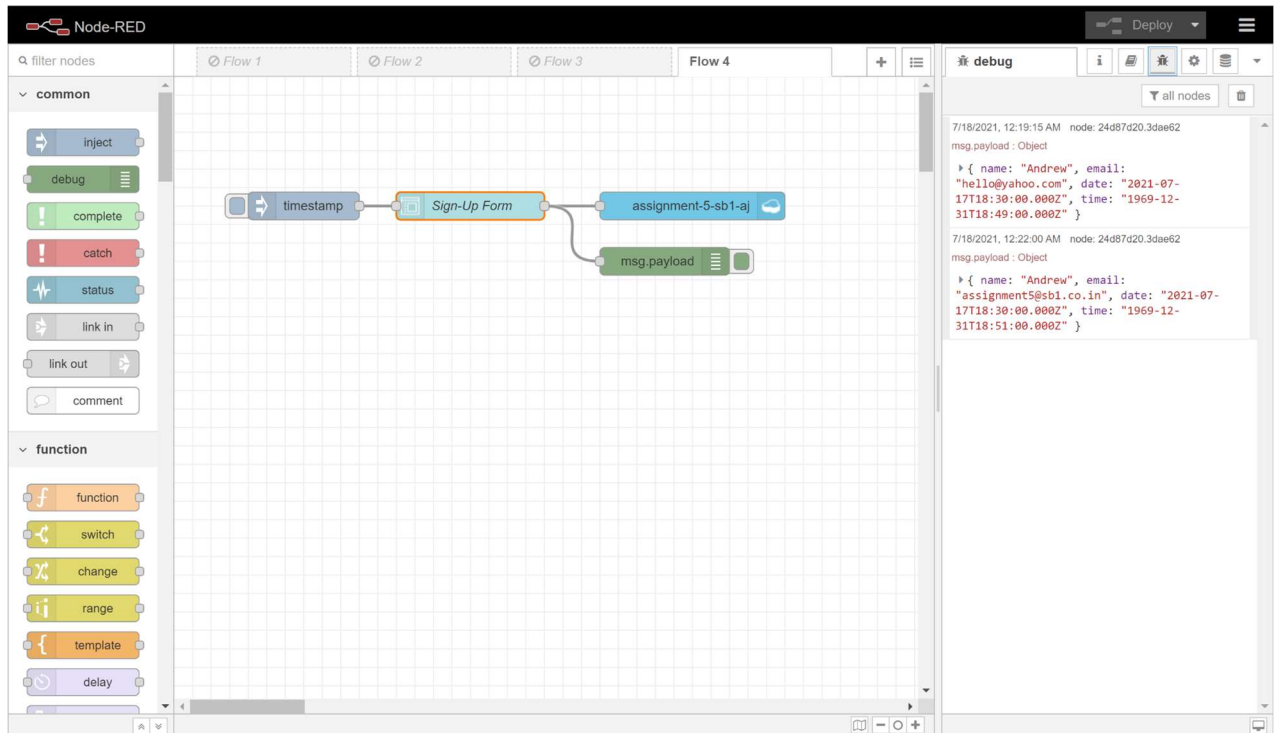 Node-RED
Deploy
filter nodes
Flow 1
Flow 2
Flow 3
Flow 4
debug
i
all nodes
common
inject
debug
complete
catch
status
link in
link out
comment
function
function
switch
change
range
template
delay
timestamp
Sign-Up Form
assignment-5-sb1-aj
msg.payload
7/18/2021, 12:19:15 AM node: 24d87d20.3dae62
msg.payload : Object
{ name: "Andrew", email:
"hello@yahoo.com", date: "2021-07-
17T18:30:00.000Z", time: "1969-12-
31T18:49:00.000Z" }
7/18/2021, 12:22:00 AM node: 24d87d20.3dae62
msg.payload : Object
{ name: "Andrew", email:
"assignment5@sb1.co.in", date: "2021-07-
17T18:30:00.000Z", time: "1969-12-
31T18:51:00.000Z" }